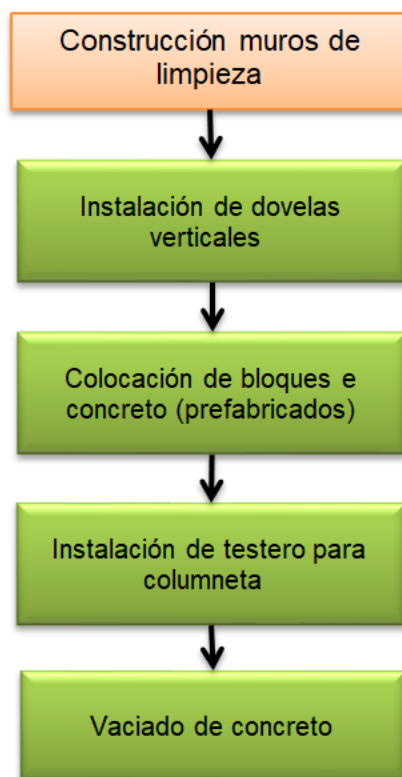 Construcción muros de
limpieza
Instalación de dovelas
verticales
Colocación de bloques e
concreto (prefabricados)
Instalación de testero para
columneta
Vaciado de concreto